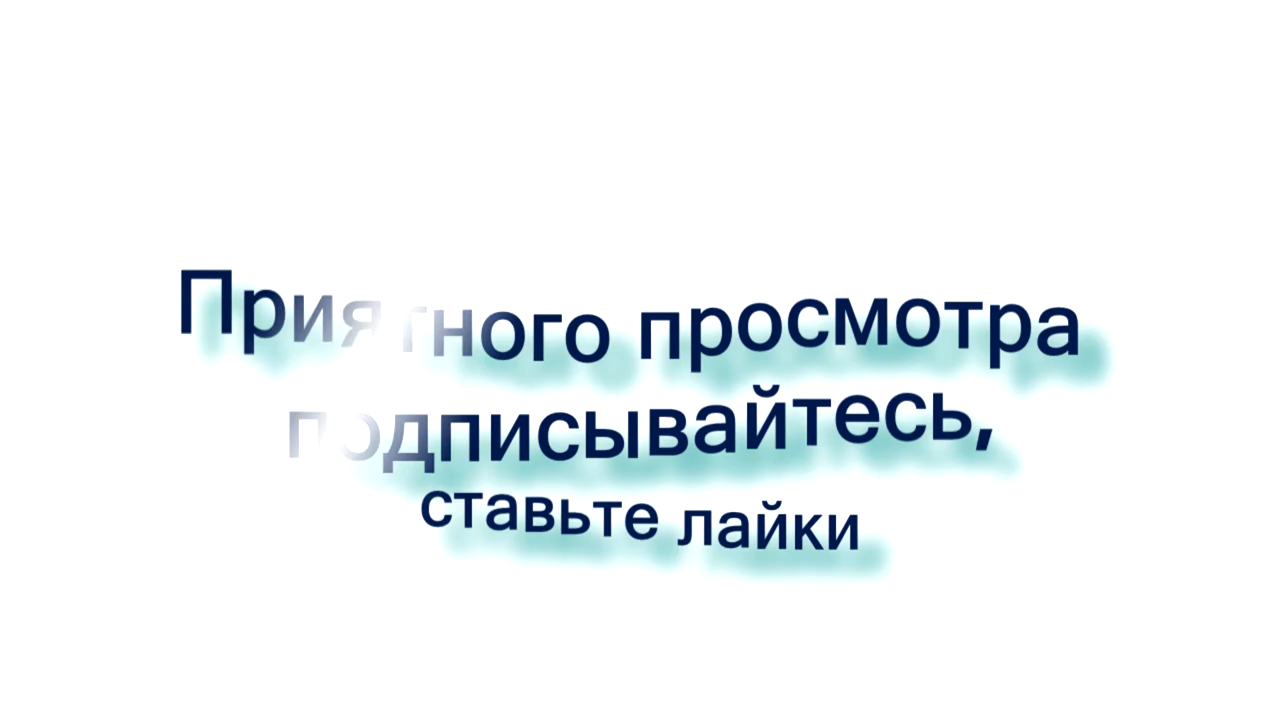 Приятного просмотра
подписывайтесь,
ставьте лайки